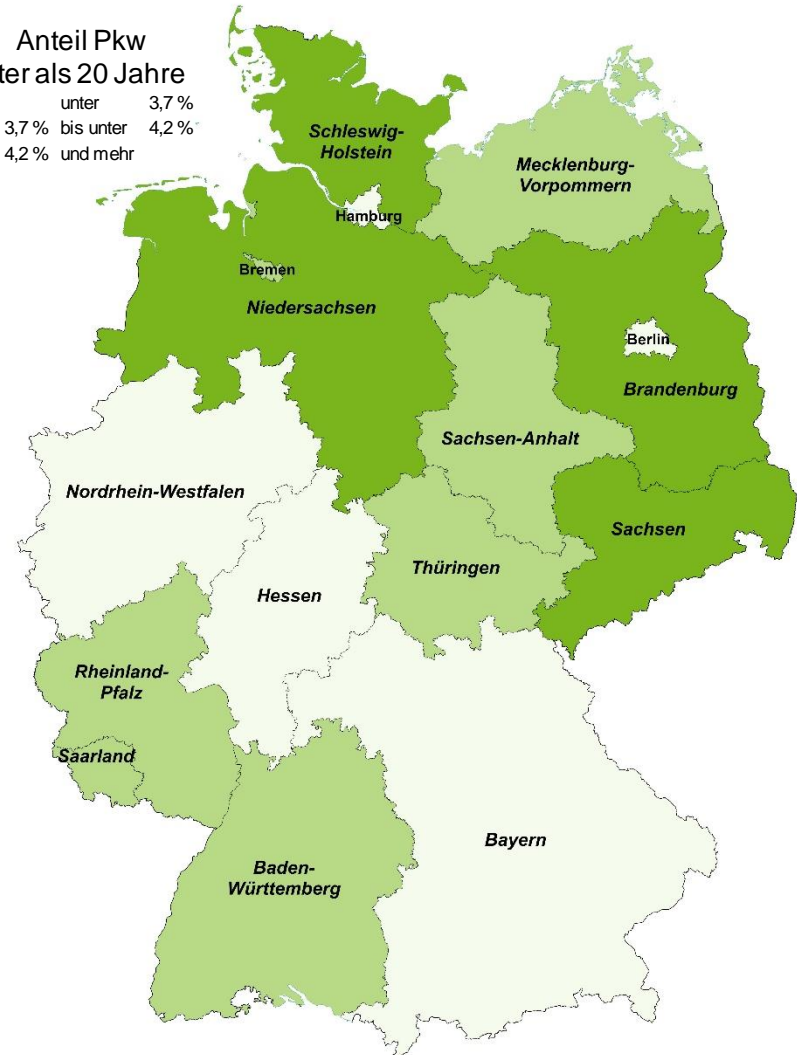 Anteil Pkw
ter als 20 Jahre
unter 3,7 %
3,7 % bis unter 4,2 %
4,2 % und mehr
Schleswig-
Holstein
Mecklenburg-
Vorpommern
Hamburg
Bremen
Niedersachsen
Berlin
Brandenburg
Sachsen-Anhalt
Nordrhein-Westfalen
Sachsen
Thüringen
Hessen
Rheinland-
Pfalz
Saarland
Bayern
Baden-
Württemberg